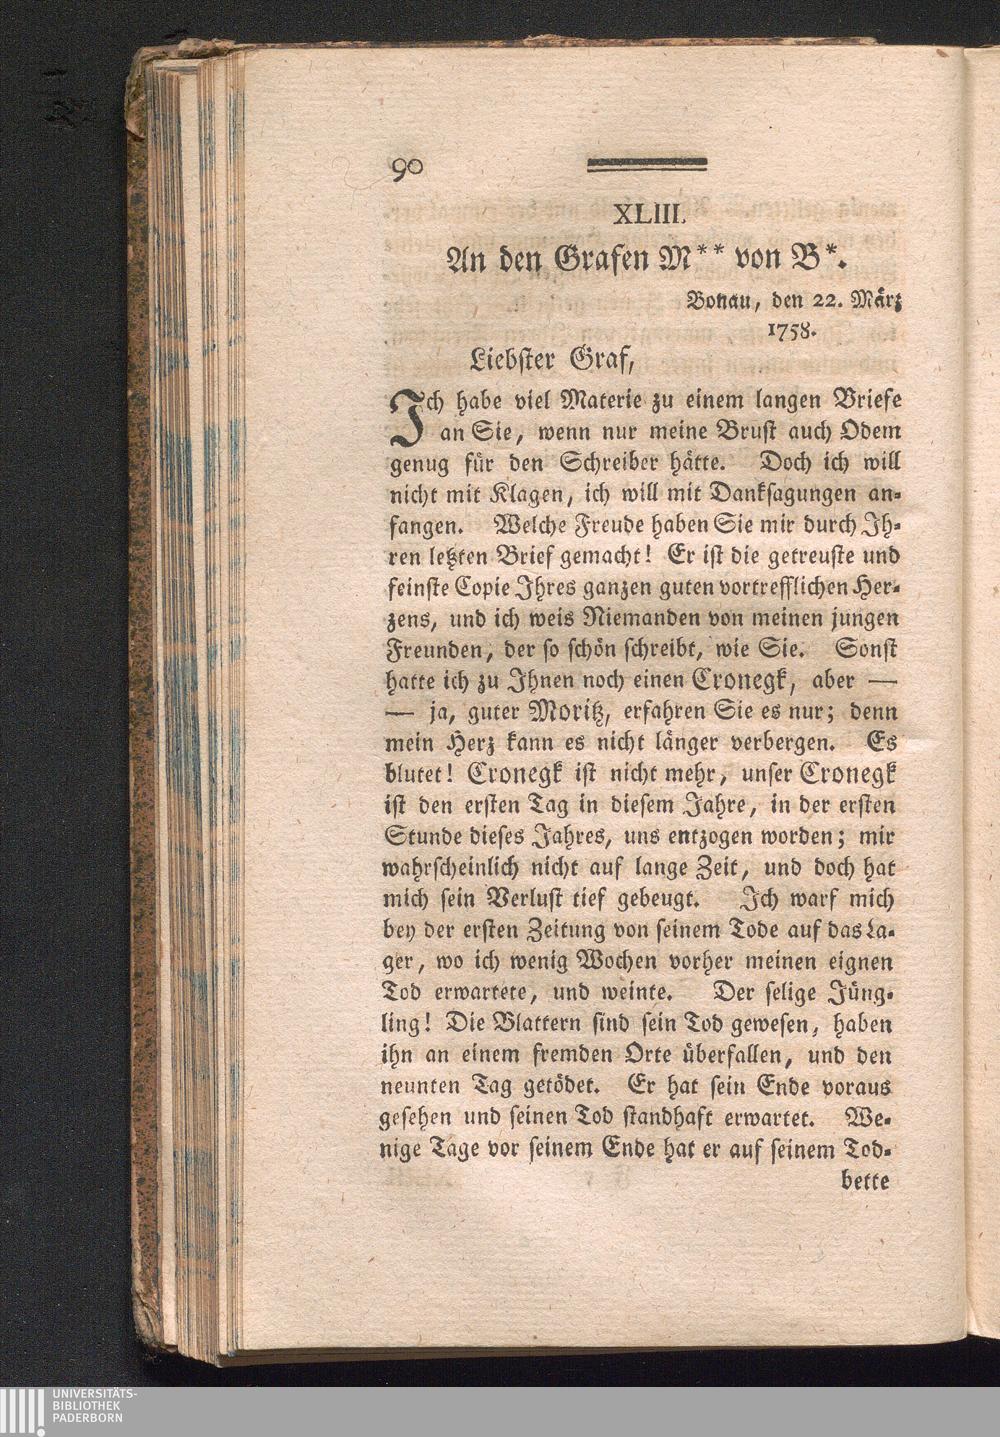 90
XLIII.
An den Grafen M** von B*.
Bonau, den 22. März
1758.
Liebster Graf,
Ich habe viel Materie zu einem langen Briefe
an Sie, wenn nur meine Brust auch Odem
genug für den Schreiber hätte. Doch ich will
nicht mit Klagen, ich will mit Danksagungen an-
fangen. Welche Freude haben Sie mir durch Ih-
ren letzten Brief gemacht! Er ist die getreuste und
feinste Copie Ihres ganzen guten vortrefflichen Her-
zens, und ich weis Niemanden von meinen jungen
Freunden, der so schön schreibt, wie Sie. Sonst
hatte ich zu Ihnen noch einen Cronegk, aber —
— ja, guter Moritz, erfahren Sie es nur; denn
mein Herz kann es nicht länger verbergen. Es
blutet! Cronegk ist nicht mehr, unser Cronegk
ist den ersten Tag in diesem Jahre, in der ersten
Stunde dieses Jahres, uns entzogen worden; mir
wahrscheinlich nicht auf lange Zeit, und doch hat
mich sein Verlust tief gebeugt. Ich warf mich
bey der ersten Zeitung von seinem Tode auf das La-
ger, wo ich wenig Wochen vorher meinen eignen
Tod erwartete, und weinte. Der selige Jüng-
ling! Die Blattern sind sein Tod gewesen, haben
ihn an einem fremden Orte überfallen, und den
neunten Tag getödet. Er hat sein Ende voraus
gesehen und seinen Tod standhaft erwartet. We-
nige Tage vor seinem Ende hat er auf seinem Tod-
bette
UNIVERSITÄTS-
BIBLIOTHEK
PADERBORN